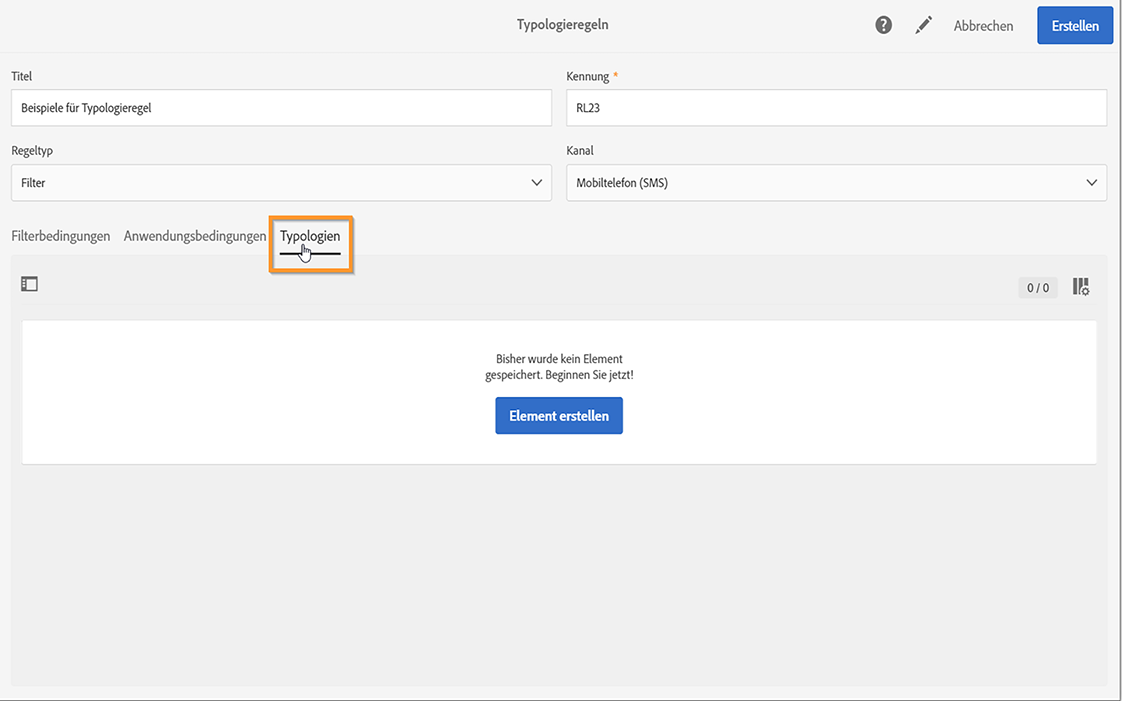 Typologieregeln
Abbrechen
Erstellen
Titel
Kennung *
Beispiele für Typologieregel
RL23
Regeltyp
Kanal
Filter
Mobiltelefon (SMS)
Filterbedingungen Anwendungsbedingungen Typologien
0 / 0
Bisher wurde kein Element
gespeichert. Beginnen Sie jetzt!
Element erstellen